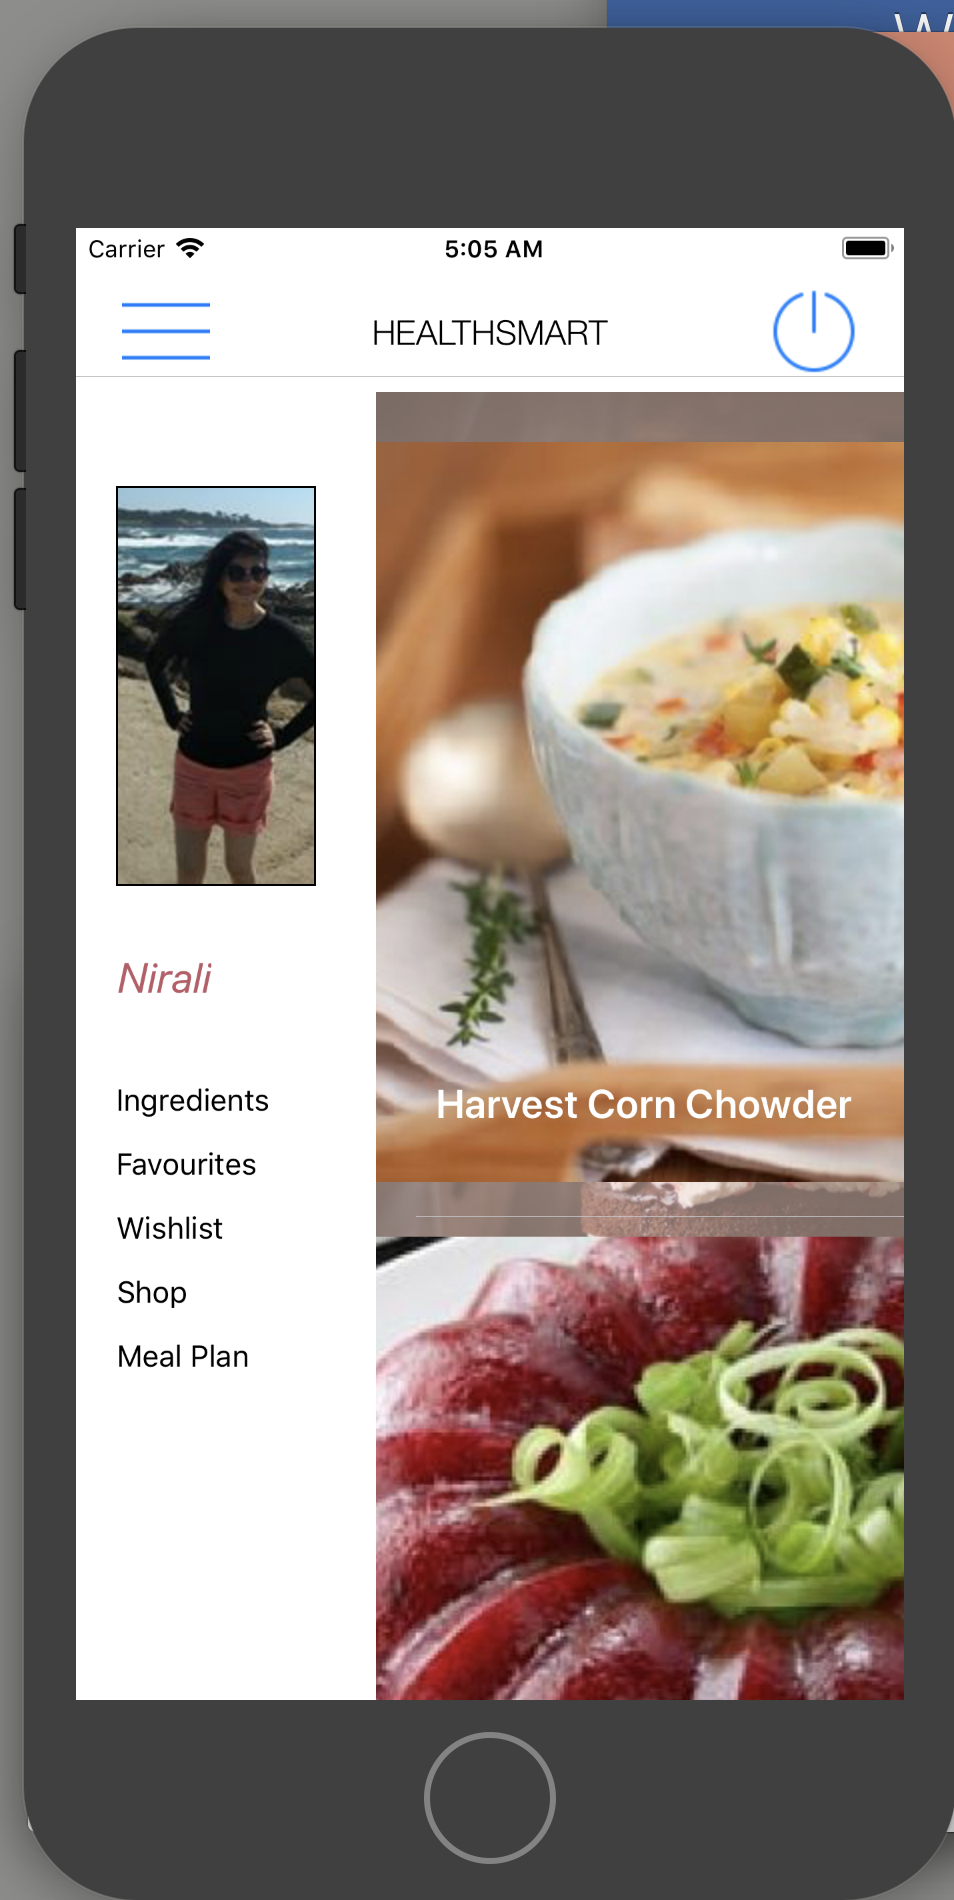 Carrier 5:05 AM
HEALTHSMART
Nirali
Ingredients
Favourites
Wishlist
Shop
Meal Plan
Harvest Corn Chowder